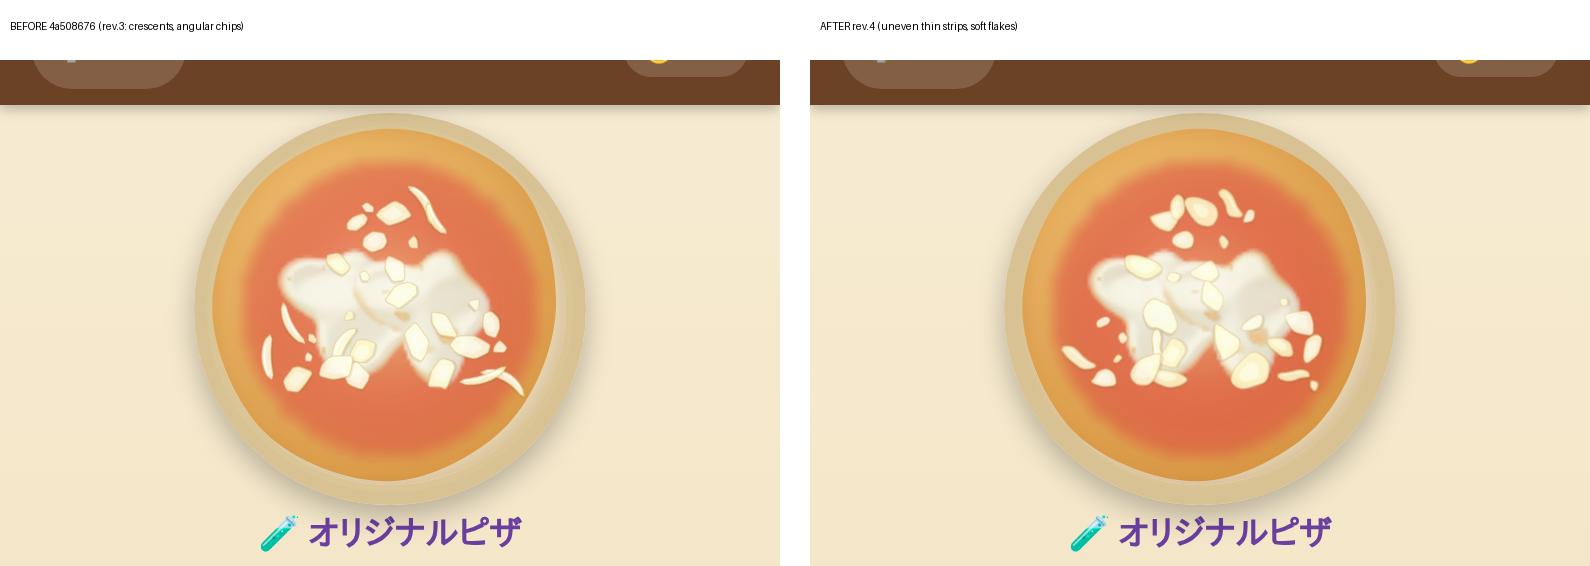 BEFORE 4a508676 (rev.3: crescents, angular chips)
AFTER rev.4 (uneven thin strips, soft flakes)
オリジナルピザ
オリジナルピザ